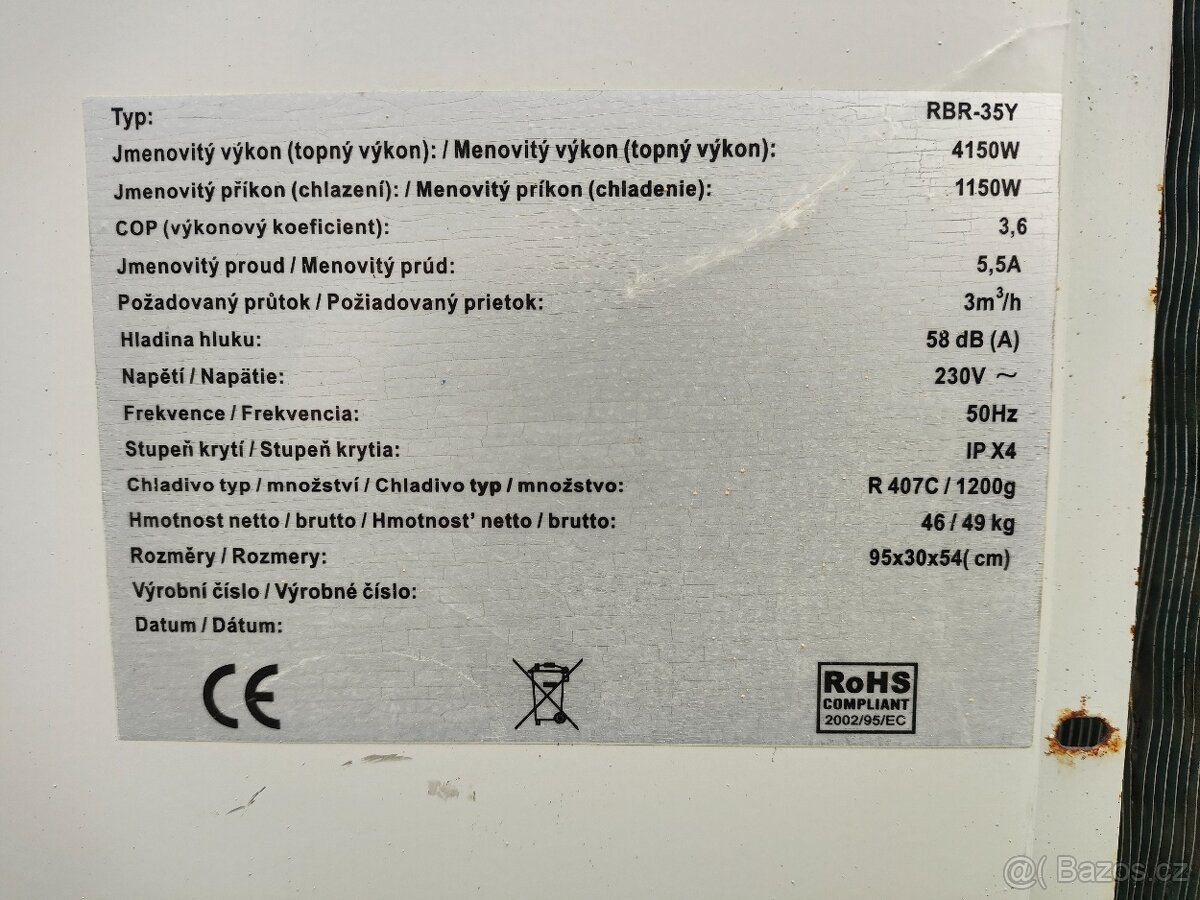 Typ: RBR-35Y
Jmenovitý výkon (topný výkon): / Menovitý výkon (topný výkon): 4150W
Jmenovitý příkon (chlazení): / Menovitý príkon (chladenie): 1150W
COP (výkonový koeficient): 3,6
Jmenovitý proud / Menovitý prúd: 5,5A
Požadovaný průtok / Požiadovaný prietok: 3m³/h
Hladina hluku: 58 dB (A)
Napětí / Napätie: 230V ~
Frekvence / Frekvencia: 50Hz
Stupeň krytí / Stupeň krytia: IP X4
Chladivo typ / množství / Chladivo typ / množstvo: R 407C / 1200g
Hmotnost netto / brutto / Hmotnosť netto / brutto: 46 / 49 kg
Rozměry / Rozmery: 95x30x54( cm)
Výrobní číslo / Výrobné číslo:
Datum / Dátum:
CE
RoHS
COMPLIANT
2002/95/EC
@( Bazos.cz